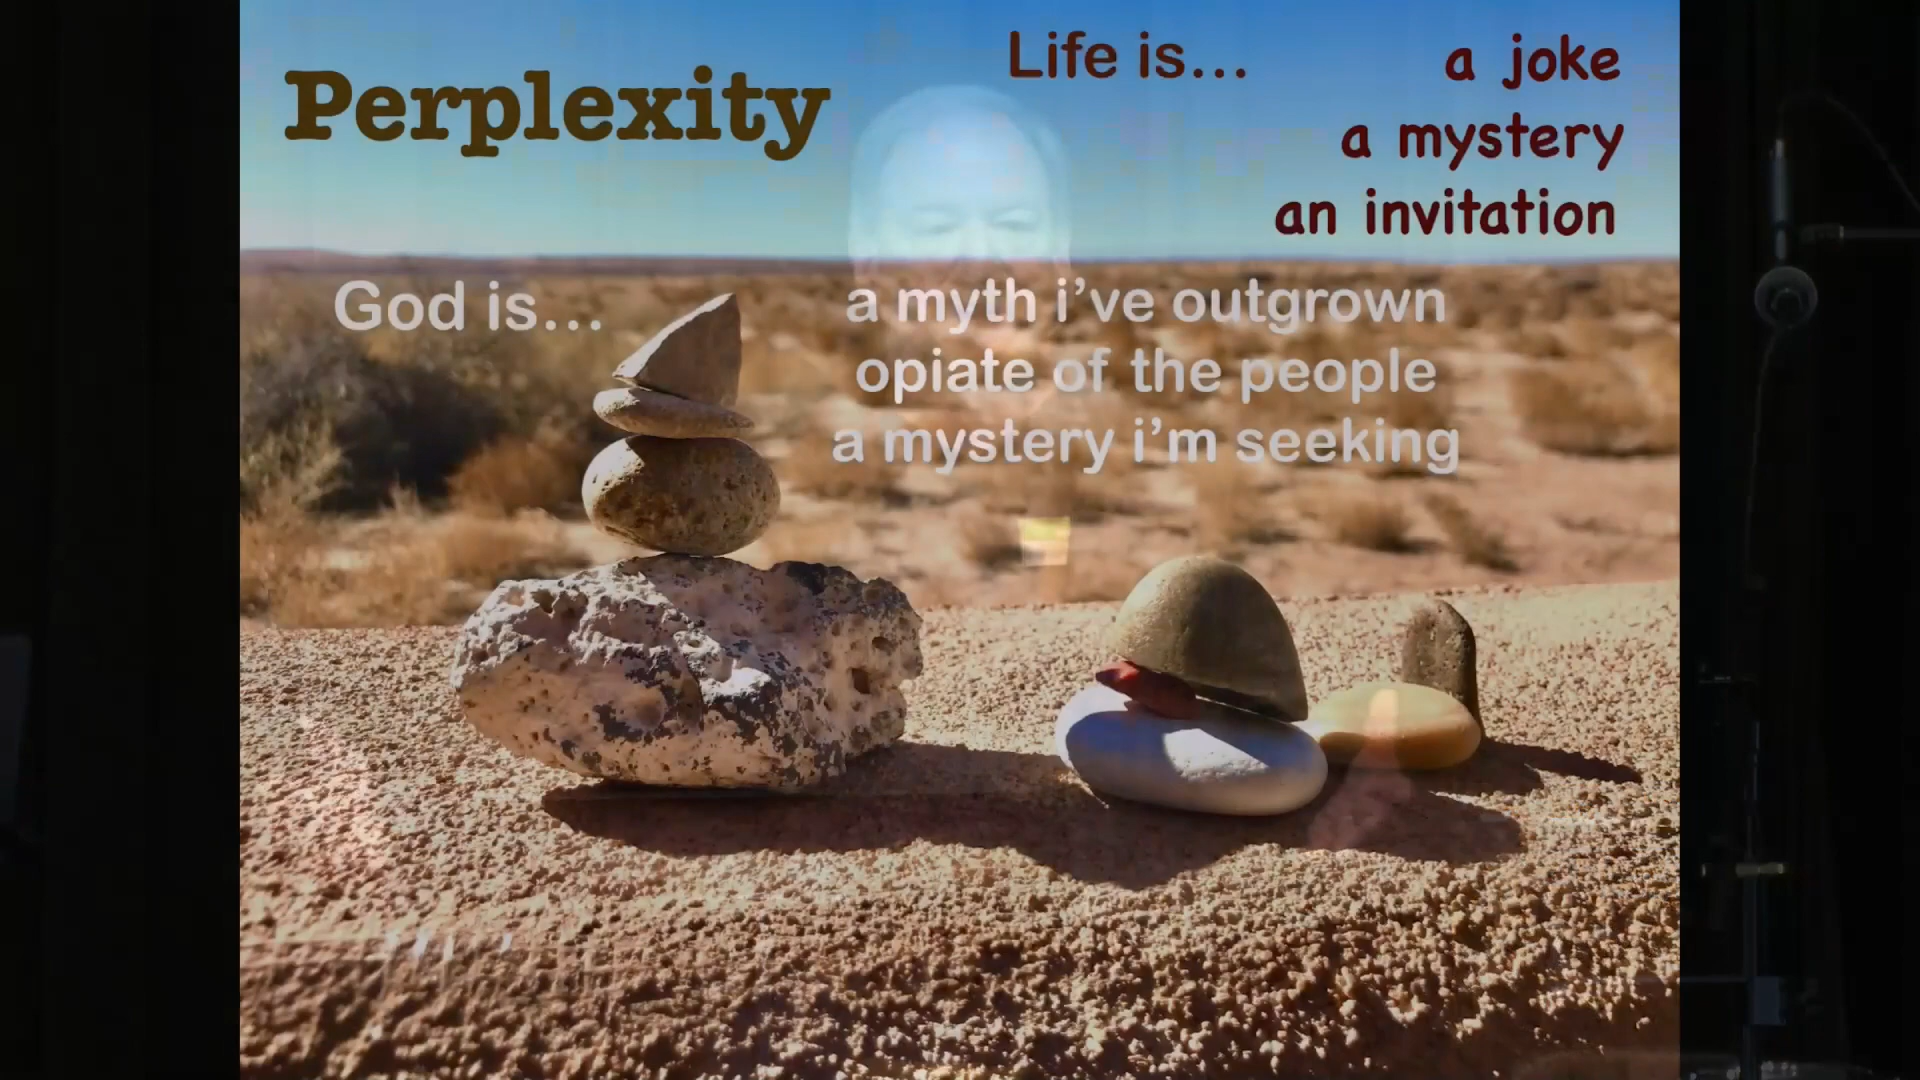 Perplexity
Life is...
a joke
a mystery
an invitation
God is...
a myth i've outgrown
opiate of the people
a mystery i'm seeking